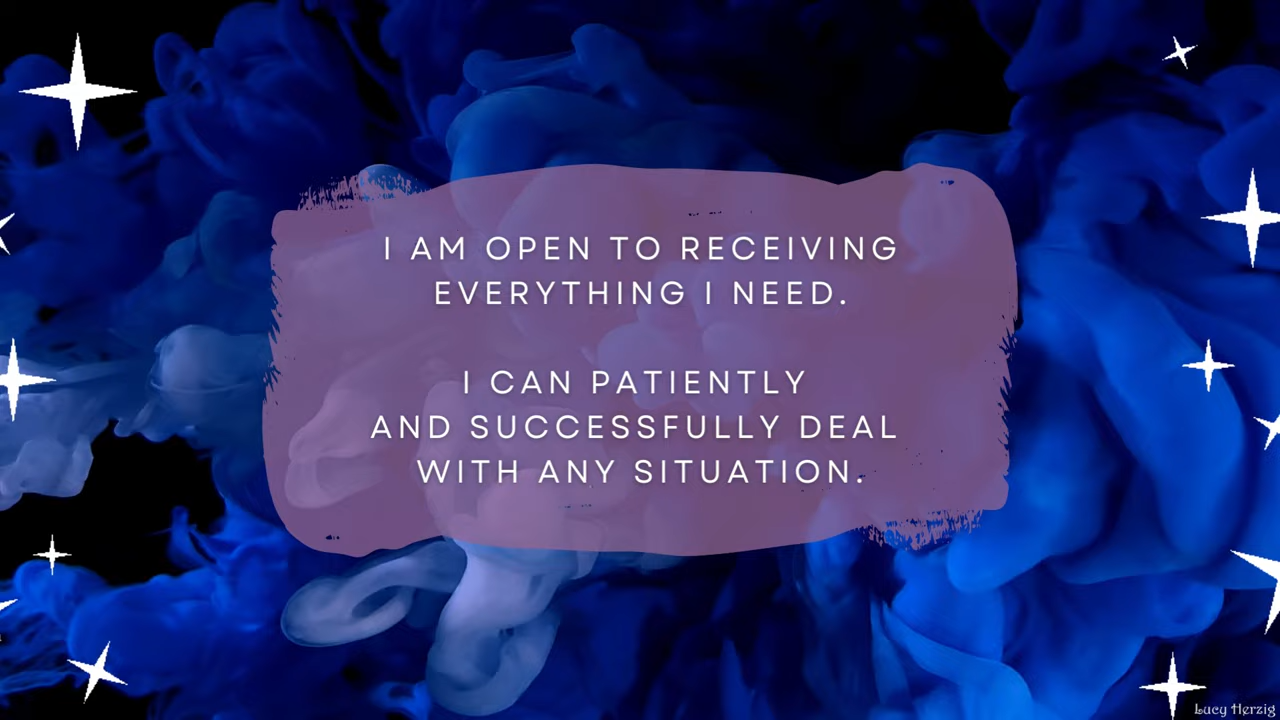 I AM OPEN TO RECEIVING
EVERYTHING I NEED.
I CAN PATIENTLY
AND SUCCESSFULLY DEAL
WITH ANY SITUATION.
Lucy Herzig